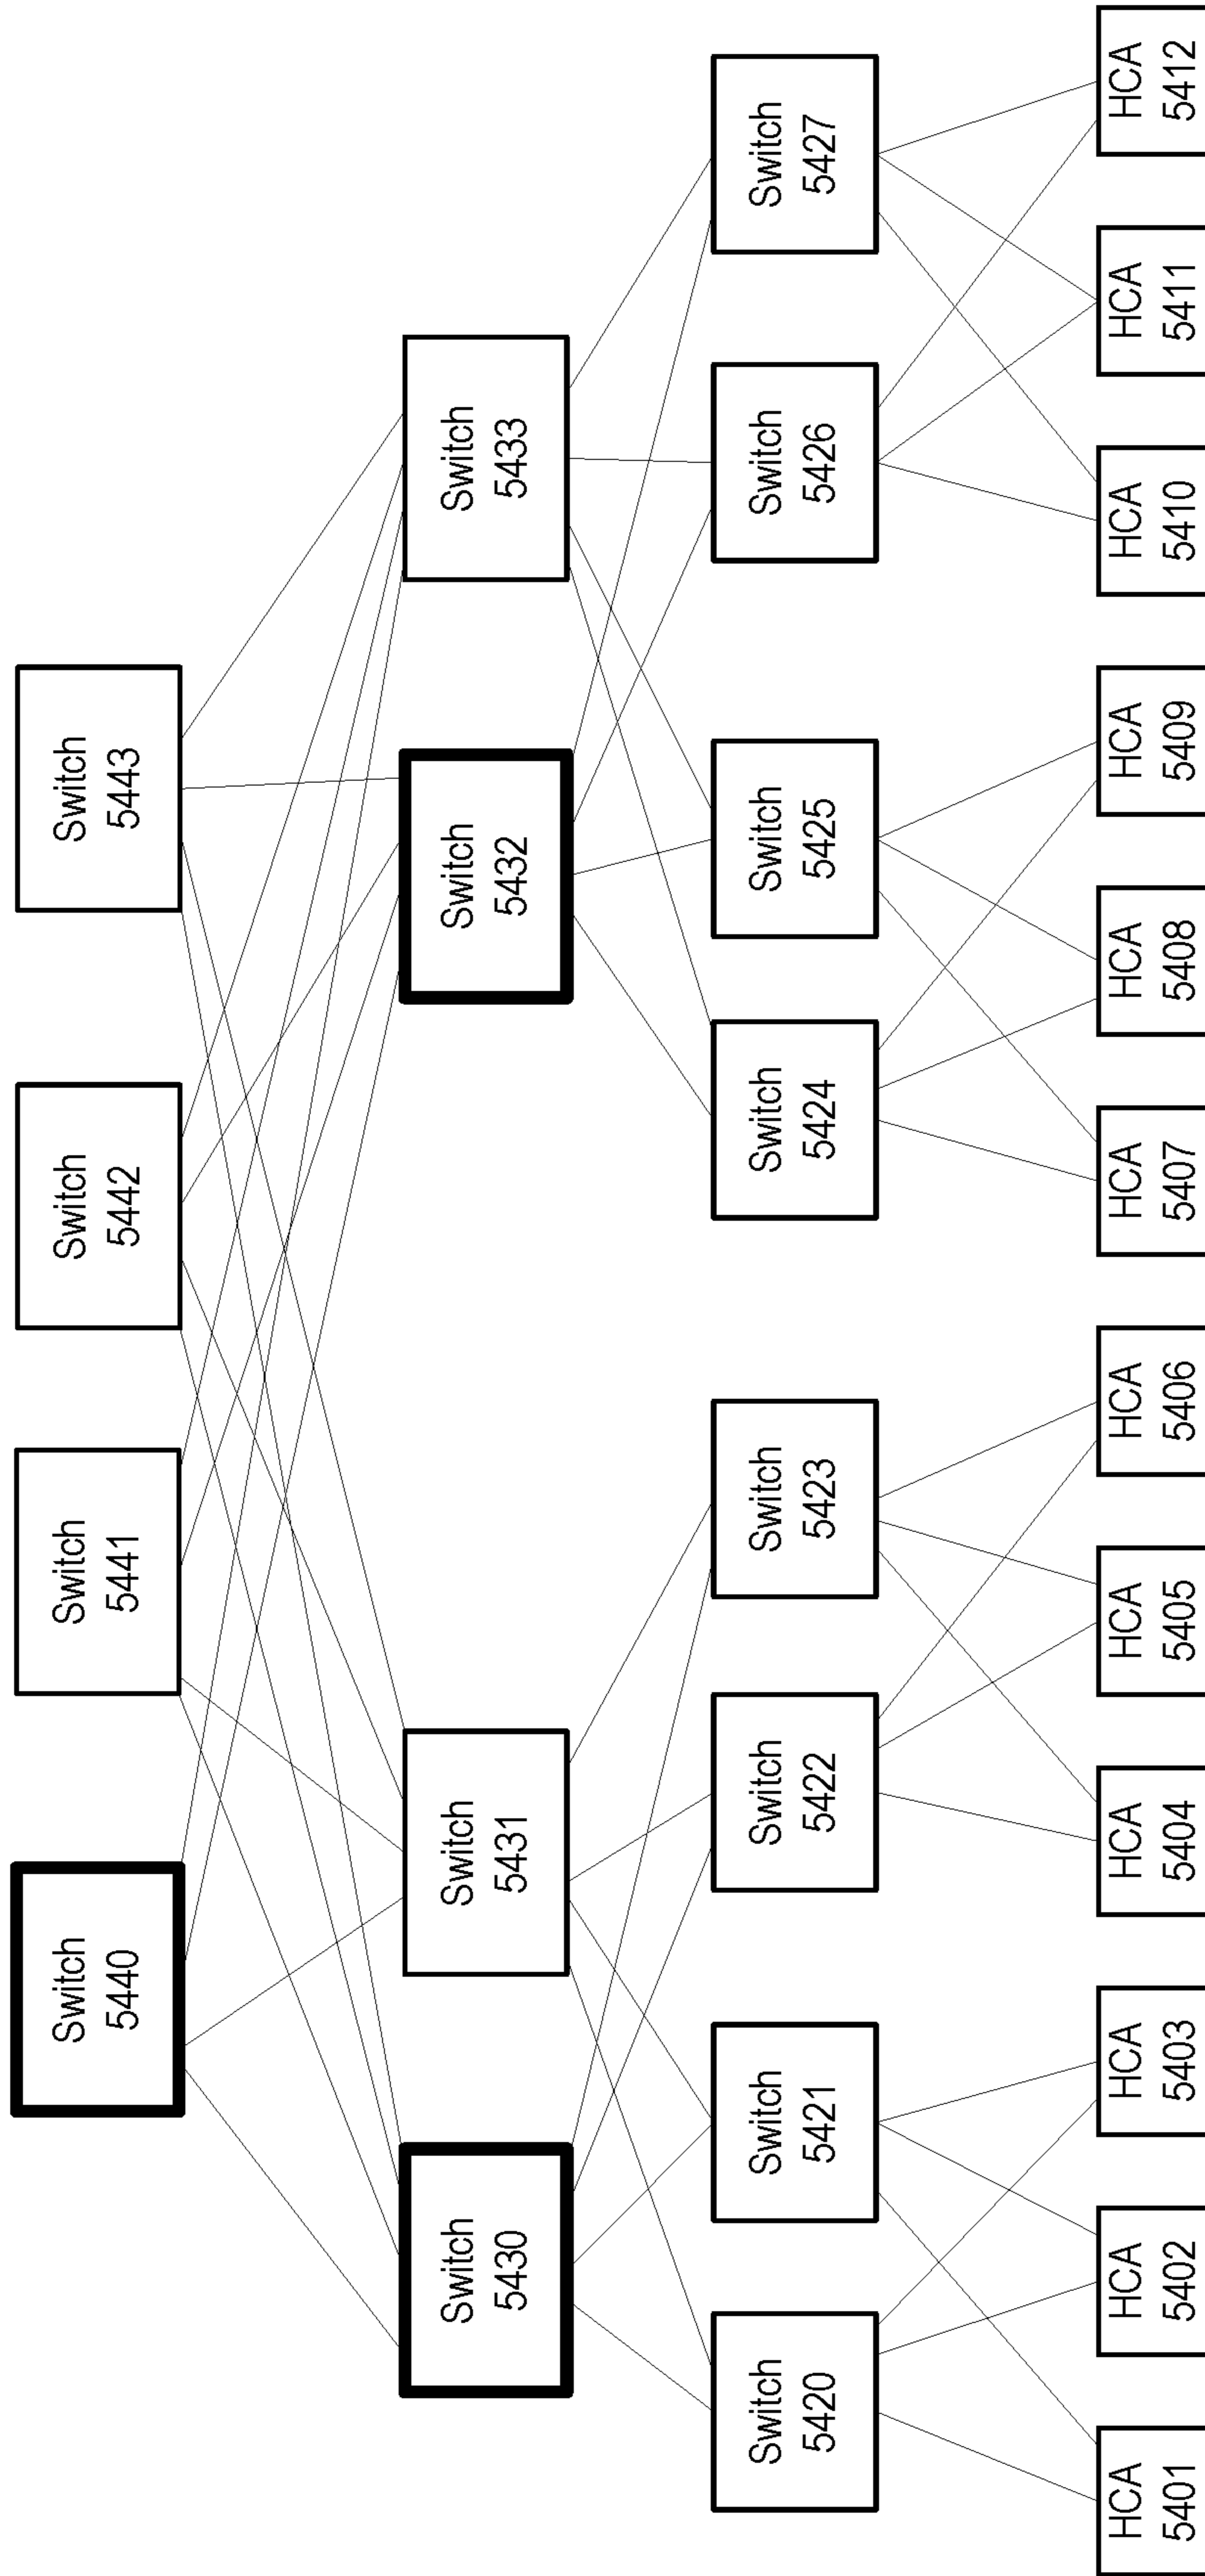 Switch
5440
Switch
5441
Switch
5442
Switch
5443
Switch
5430
Switch
5431
Switch
5432
Switch
5433
Switch
5420
Switch
5421
Switch
5422
Switch
5423
Switch
5424
Switch
5425
Switch
5426
Switch
5427
HCA
5401
HCA
5402
HCA
5403
HCA
5404
HCA
5405
HCA
5406
HCA
5407
HCA
5408
HCA
5409
HCA
5410
HCA
5411
HCA
5412